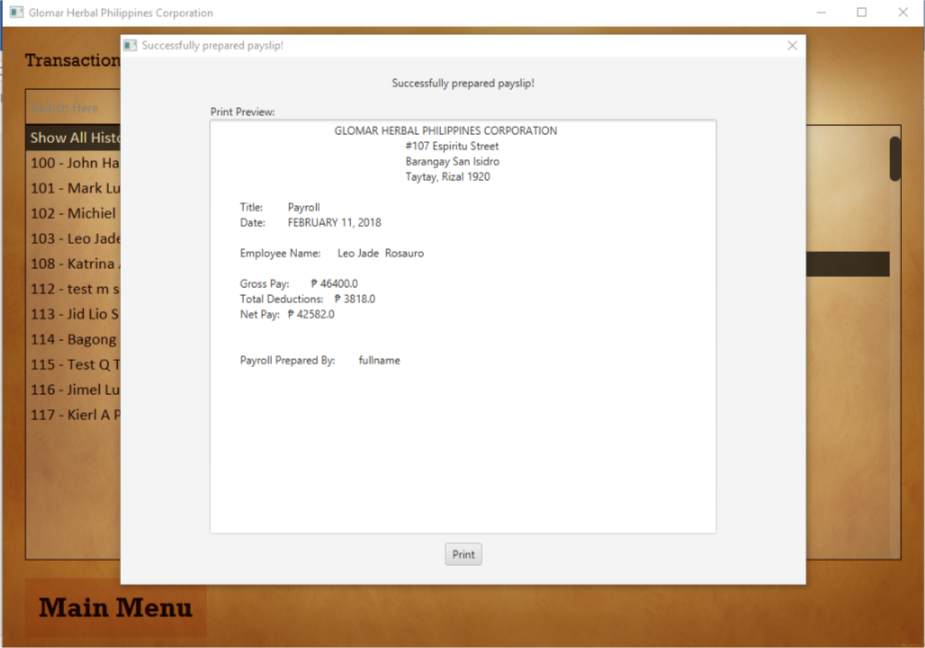 Glomar Herbal Philippines Corporation
Successfully prepared payslip!
Transaction
Search Here
Show All Histo
100 - John Ha
101 - Mark Lu
102 - Michiel
103 - Leo Jade
108 - Katrina
112 - test m s
113 - Jid Lio S
114 - Bagong
115 - Test Q T
116 - Jimel Lu
117 - Kierl A P
Successfully prepared payslip!
Print Preview:
GLOMAR HERBAL PHILIPPINES CORPORATION
#107 Espiritu Street
Barangay San Isidro
Taytay, Rizal 1920
Title: Payroll
Date: FEBRUARY 11, 2018
Employee Name: Leo Jade Rosauro
Gross Pay: ₱ 46400.0
Total Deductions: ₱ 3818.0
Net Pay: ₱ 42582.0
Payroll Prepared By: fullname
Print
Main Menu